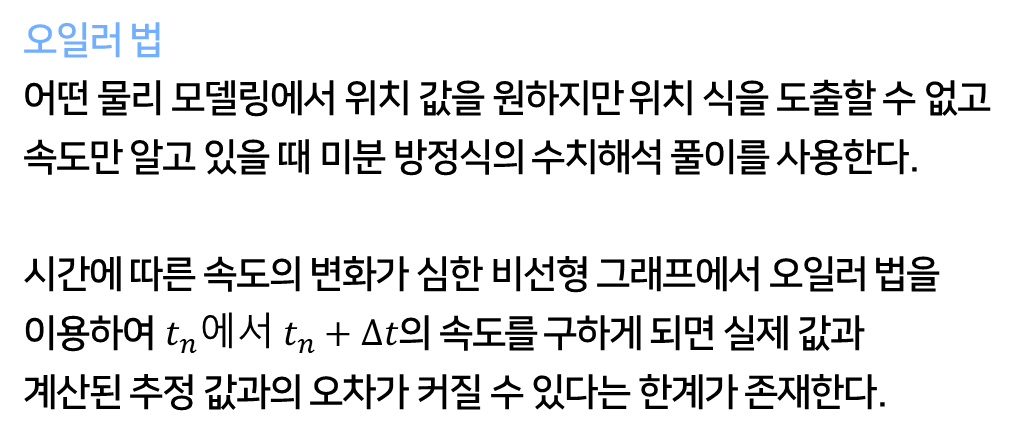 오일러 법
어떤 물리 모델링에서 위치 값을 원하지만 위치 식을 도출할 수 없고
속도만 알고 있을 때 미분 방정식의 수치해석 풀이를 사용한다.
시간에 따른 속도의 변화가 심한 비선형 그래프에서 오일러 법을
이용하여 tₙ에서 tₙ + Δt의 속도를 구하게 되면 실제 값과
계산된 추정 값과의 오차가 커질 수 있다는 한계가 존재한다.